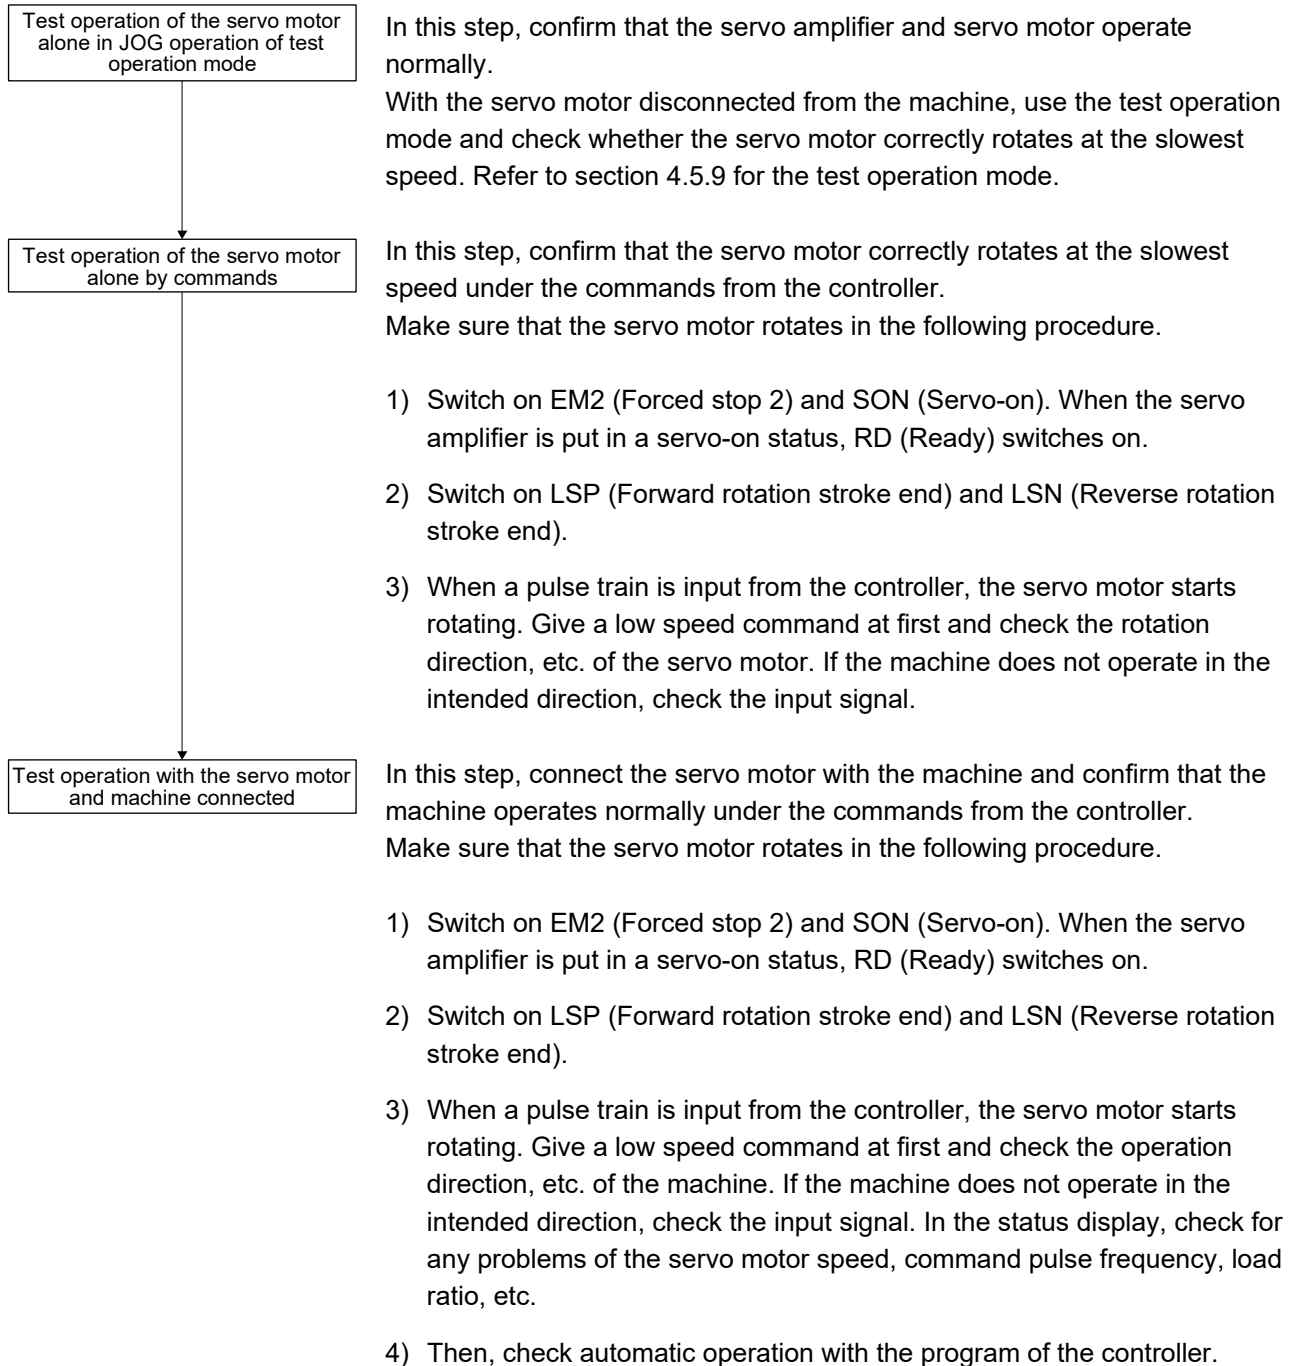 Test operation of the servo motor
alone in JOG operation of test
operation mode
In this step, confirm that the servo amplifier and servo motor operate
normally.
With the servo motor disconnected from the machine, use the test operation
mode and check whether the servo motor correctly rotates at the slowest
speed. Refer to section 4.5.9 for the test operation mode.
Test operation of the servo motor
alone by commands
In this step, confirm that the servo motor correctly rotates at the slowest
speed under the commands from the controller.
Make sure that the servo motor rotates in the following procedure.
1) Switch on EM2 (Forced stop 2) and SON (Servo-on). When the servo
amplifier is put in a servo-on status, RD (Ready) switches on.
2) Switch on LSP (Forward rotation stroke end) and LSN (Reverse rotation
stroke end).
3) When a pulse train is input from the controller, the servo motor starts
rotating. Give a low speed command at first and check the rotation
direction, etc. of the servo motor. If the machine does not operate in the
intended direction, check the input signal.
Test operation with the servo motor
and machine connected
In this step, connect the servo motor with the machine and confirm that the
machine operates normally under the commands from the controller.
Make sure that the servo motor rotates in the following procedure.
1) Switch on EM2 (Forced stop 2) and SON (Servo-on). When the servo
amplifier is put in a servo-on status, RD (Ready) switches on.
2) Switch on LSP (Forward rotation stroke end) and LSN (Reverse rotation
stroke end).
3) When a pulse train is input from the controller, the servo motor starts
rotating. Give a low speed command at first and check the operation
direction, etc. of the machine. If the machine does not operate in the
intended direction, check the input signal. In the status display, check for
any problems of the servo motor speed, command pulse frequency, load
ratio, etc.
4) Then, check automatic operation with the program of the controller.